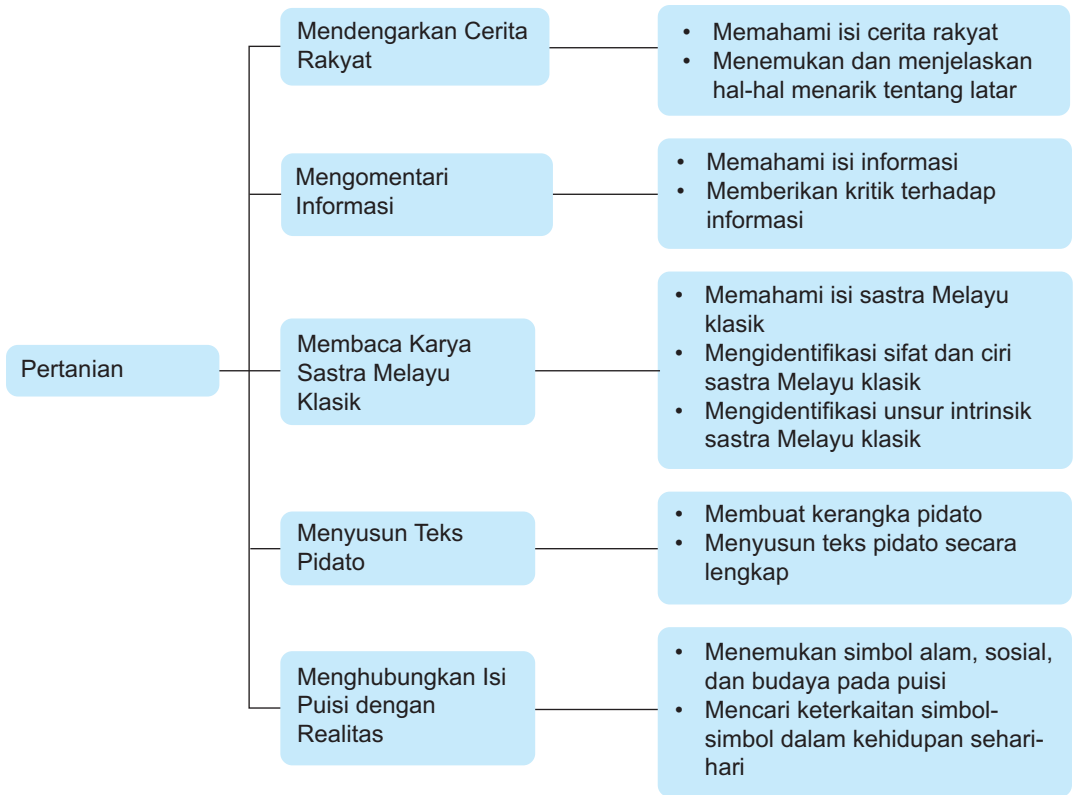 Mendengarkan Cerita
Rakyat
• Memahami isi cerita rakyat
• Menemukan dan menjelaskan
hal-hal menarik tentang latar
Mengomentari
Informasi
• Memahami isi informasi
• Memberikan kritik terhadap
informasi
Pertanian
Membaca Karya
Sastra Melayu
Klasik
• Memahami isi sastra Melayu
klasik
• Mengidentifikasi sifat dan ciri
sastra Melayu klasik
• Mengidentifikasi unsur intrinsik
sastra Melayu klasik
Menyusun Teks
Pidato
• Membuat kerangka pidato
• Menyusun teks pidato secara
lengkap
Menghubungkan Isi
Puisi dengan
Realitas
• Menemukan simbol alam, sosial,
dan budaya pada puisi
• Mencari keterkaitan simbol-
simbol dalam kehidupan sehari-
hari